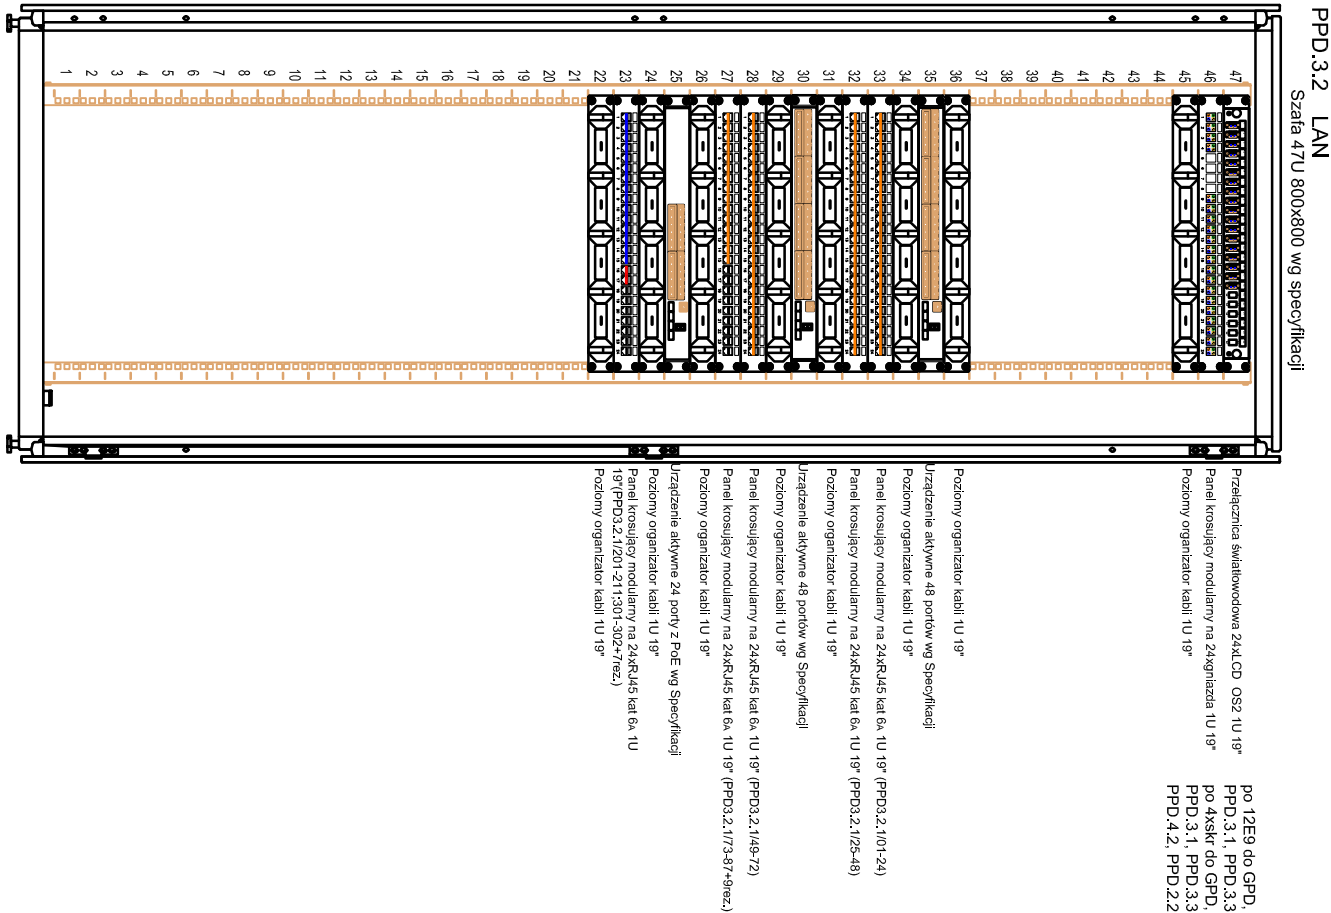 PPD.3.2 LAN
Szafa 47U 800x800 wg specyfikacji
47
46
45
44
43
42
41
40
39
38
37
36
35
34
33
32
31
30
29
28
27
26
25
24
23
22
21
20
19
18
17
16
15
14
13
12
11
10
9
8
7
6
5
4
3
2
1
Przełącznica światłowodowa 24xLCD OS2 1U 19"
Panel krosujący modularny na 24xgniazda 1U 19"
Poziomy organizator kabli 1U 19"
Poziomy organizator kabli 1U 19"
Urządzenie aktywne 48 portów wg Specyfikacji
Poziomy organizator kabli 1U 19"
Panel krosujący modularny na 24xRJ45 kat 6A 1U 19" (PPD3.2.1/01-24)
Panel krosujący modularny na 24xRJ45 kat 6A 1U 19" (PPD3.2.1/25-48)
Poziomy organizator kabli 1U 19"
Urządzenie aktywne 48 portów wg Specyfikacji
Poziomy organizator kabli 1U 19"
Panel krosujący modularny na 24xRJ45 kat 6A 1U 19" (PPD3.2.1/49-72)
Panel krosujący modularny na 24xRJ45 kat 6A 1U 19" (PPD3.2.1/73-87+9rez.)
Poziomy organizator kabli 1U 19"
Urządzenie aktywne 24 porty z PoE wg Specyfikacji
Poziomy organizator kabli 1U 19"
Panel krosujący modularny na 24xRJ45 kat 6A 1U
19"(PPD3.2.1/201-211;301-302+7rez.)
Poziomy organizator kabli 1U 19"
po 12E9 do GPD,
PPD.3.1, PPD.3.3
po 4xskr do GPD,
PPD.3.1, PPD.3.3
PPD.4.2, PPD.2.2